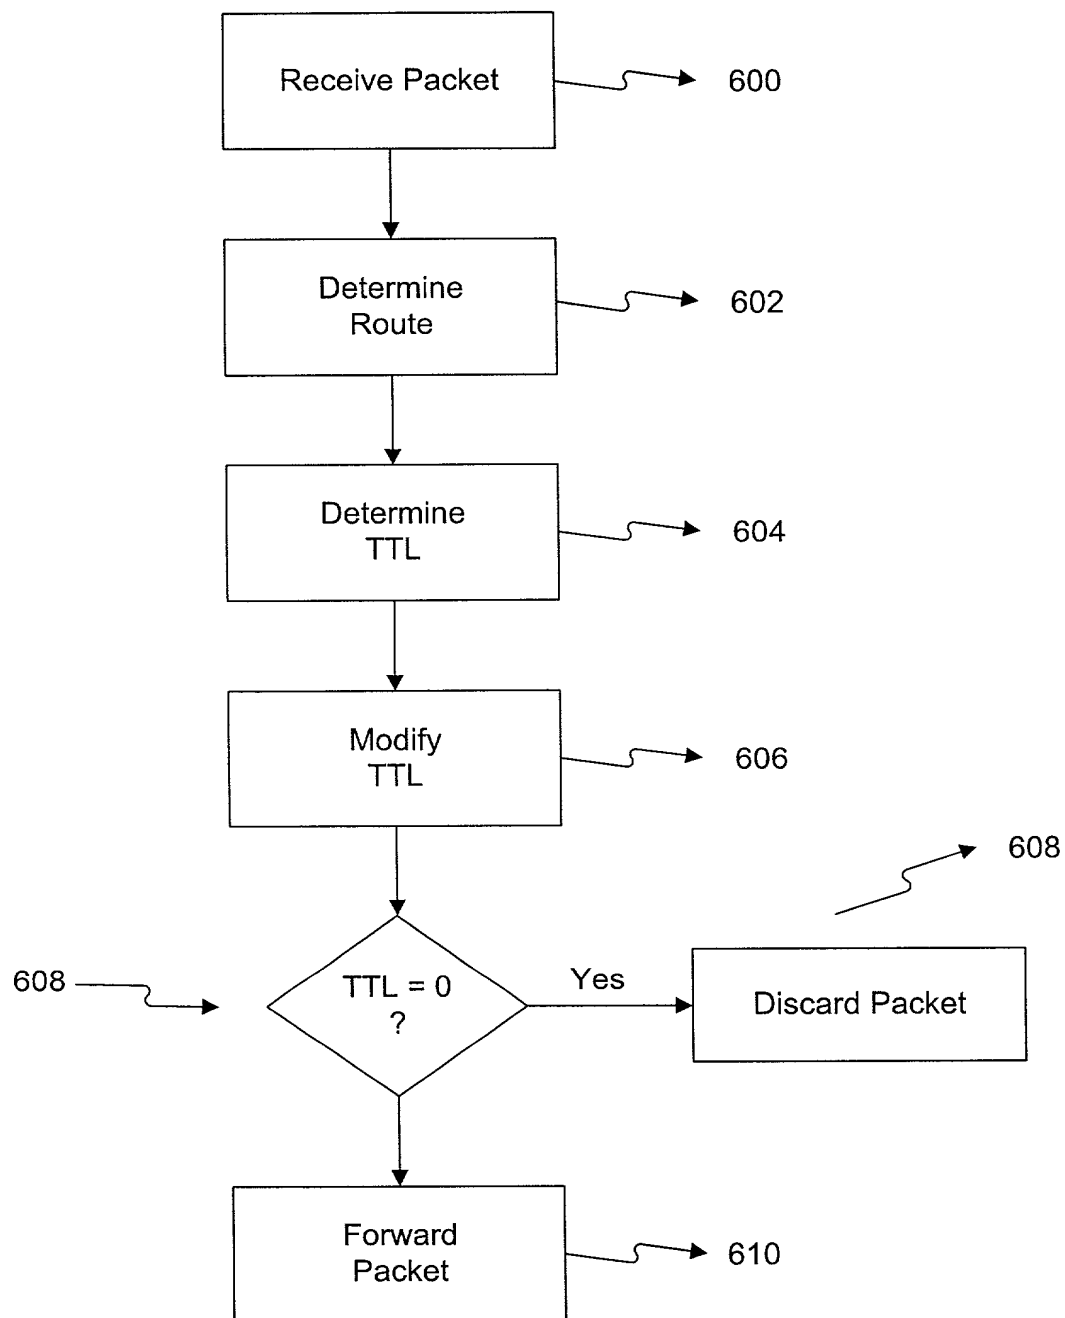 Receive Packet
600
Determine
Route
602
Determine
TTL
604
Modify
TTL
606
608
608
TTL = 0
?
Yes
Discard Packet
Forward
Packet
610